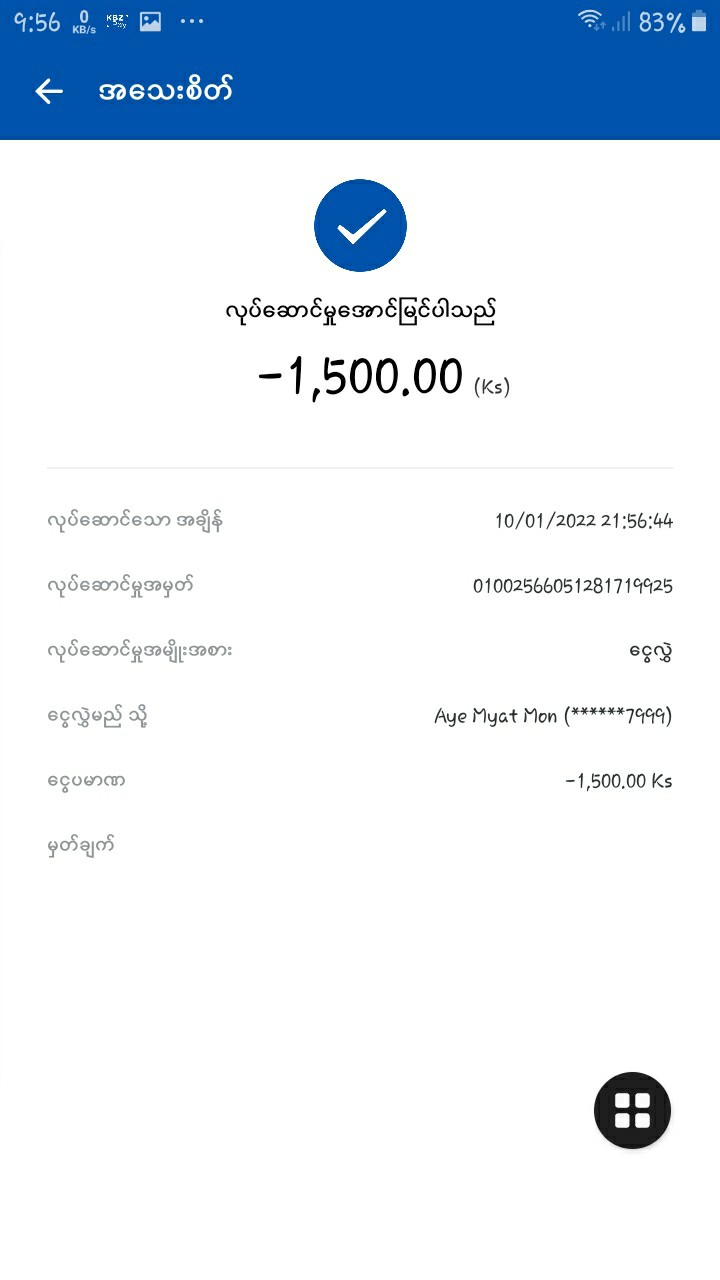 9:56 0 KB/s KBZ Pay ... 83%
အသေးစိတ်
လုပ်ဆောင်မှုအောင်မြင်ပါသည်
-1,500.00 (Ks)
လုပ်ဆောင်သော အချိန် 10/01/2022 21:56:44
လုပ်ဆောင်မှုအမှတ် 01002566051281719925
လုပ်ဆောင်မှုအမျိုးအစား ငွေလွှဲ
ငွေလွှဲမည် သို့ Aye Myat Mon (******7999)
ငွေပမာဏ -1,500.00 Ks
မှတ်ချက်